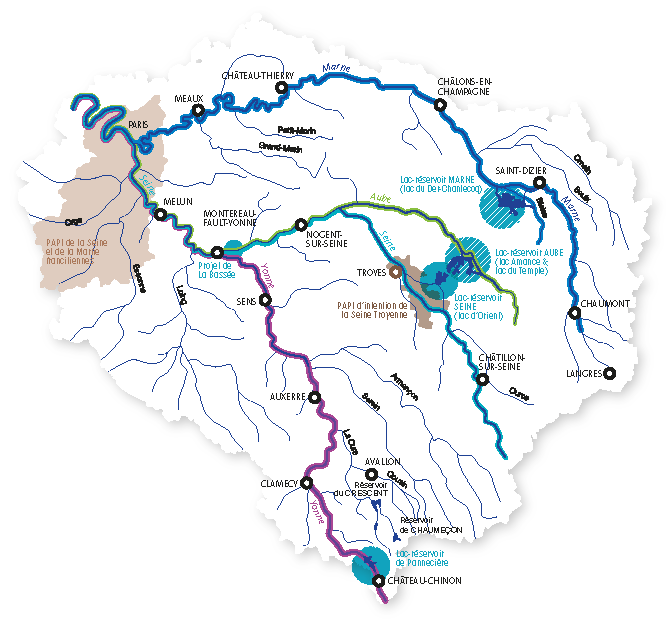 CHÂTEAU-THIERRY
Marne
CHÂLONS-EN-
CHAMPAGNE
MEAUX
PARIS
Petit-Morin
Grand-Morin
Ornain
Saulx
SAINT-DIZIER
Lac-réservoir MARNE
(lac du Der-Chantecoq)
Blaise
Marne
Seine
MELUN
Aube
MONTEREAU-
FAULT-YONNE
NOGENT-
SUR-SEINE
Seine
Orge
PAPI de la Seine
et de la Marne
franciliennes
Projet de
La Bassée
Yonne
Essonne
Loing
SENS
TROYES
Lac-réservoir AUBE
(lac Amance &
lac du Temple)
Lac-réservoir
SEINE
(lac d'Orient)
PAPI d'intention de
la Seine Troyenne
CHAUMONT
LANGRES
CHÂTILLON-
SUR-SEINE
Ource
Armançon
Serein
AUXERRE
La Cure
AVALLON
Cousin
CLAMECY
Réservoir
du CRESCENT
Yonne
Réservoir
de CHAUMEÇON
Lac-réservoir
de Pannecière
CHÂTEAU-CHINON